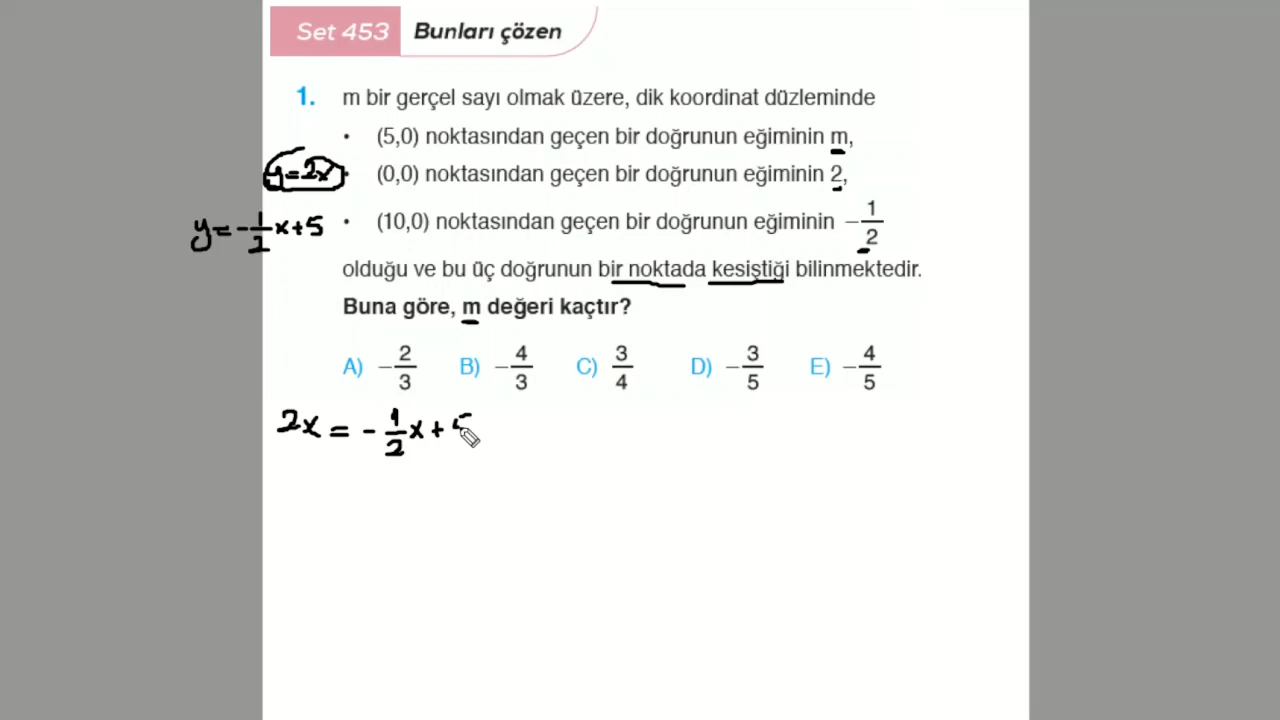 Set 453 Bunları çözen
1. m bir gerçel sayı olmak üzere, dik koordinat düzleminde
• (5,0) noktasından geçen bir doğrunun eğiminin m,
y=2x • (0,0) noktasından geçen bir doğrunun eğiminin 2,
y=-1/2x+5 • (10,0) noktasından geçen bir doğrunun eğiminin -1/2
olduğu ve bu üç doğrunun bir noktada kesiştiği bilinmektedir.
Buna göre, m değeri kaçtır?
A) -2/3 B) -4/3 C) 3/4 D) -3/5 E) -4/5
2x = -1/2x+5